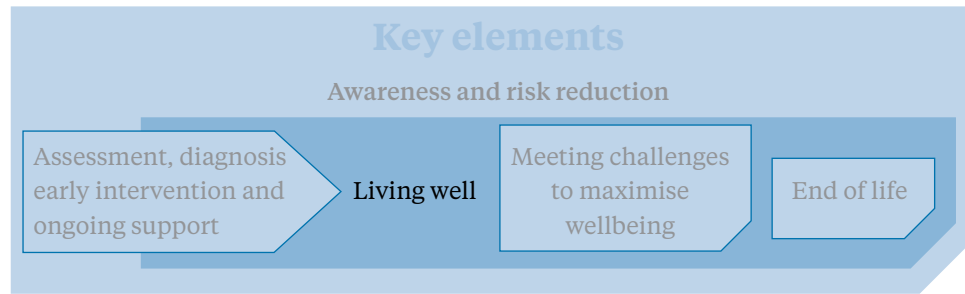 Key elements
Awareness and risk reduction
Assessment, diagnosis
early intervention and
ongoing support
Living well
Meeting challenges
to maximise
wellbeing
End of life